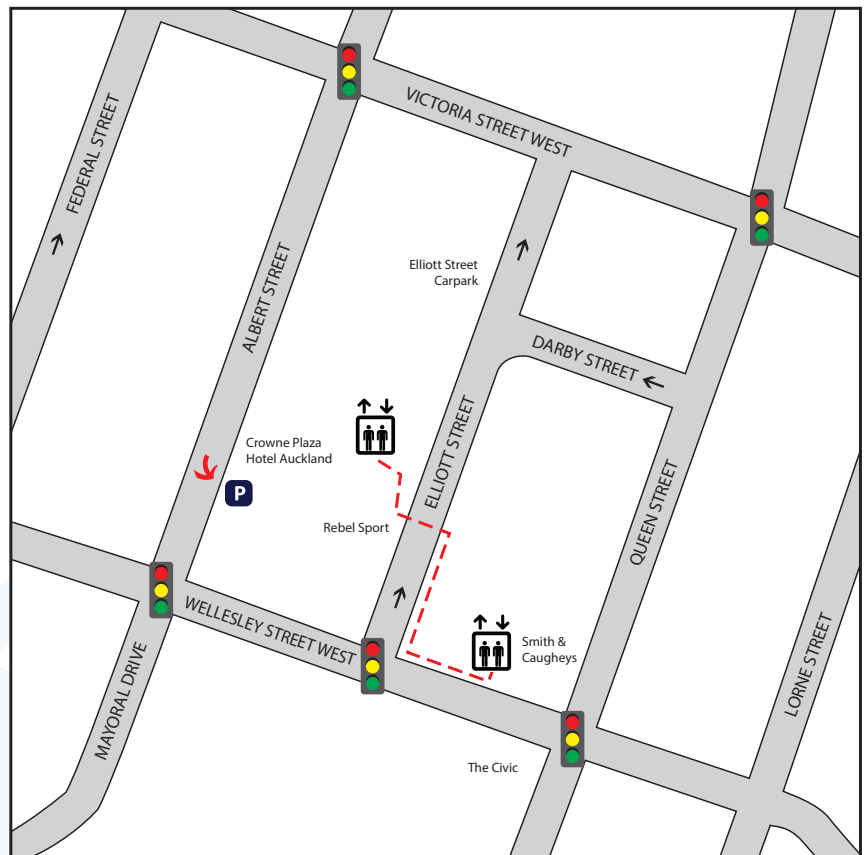 VICTORIA STREET WEST
FEDERAL STREET
ALBERT STREET
Elliott Street
Carpark
DARBY STREET
ELLIOTT STREET
Crowne Plaza
Hotel Auckland
P
Rebel Sport
QUEEN STREET
WELLESLEY STREET WEST
Smith &
Caugheys
LORNE STREET
MAYORAL DRIVE
The Civic